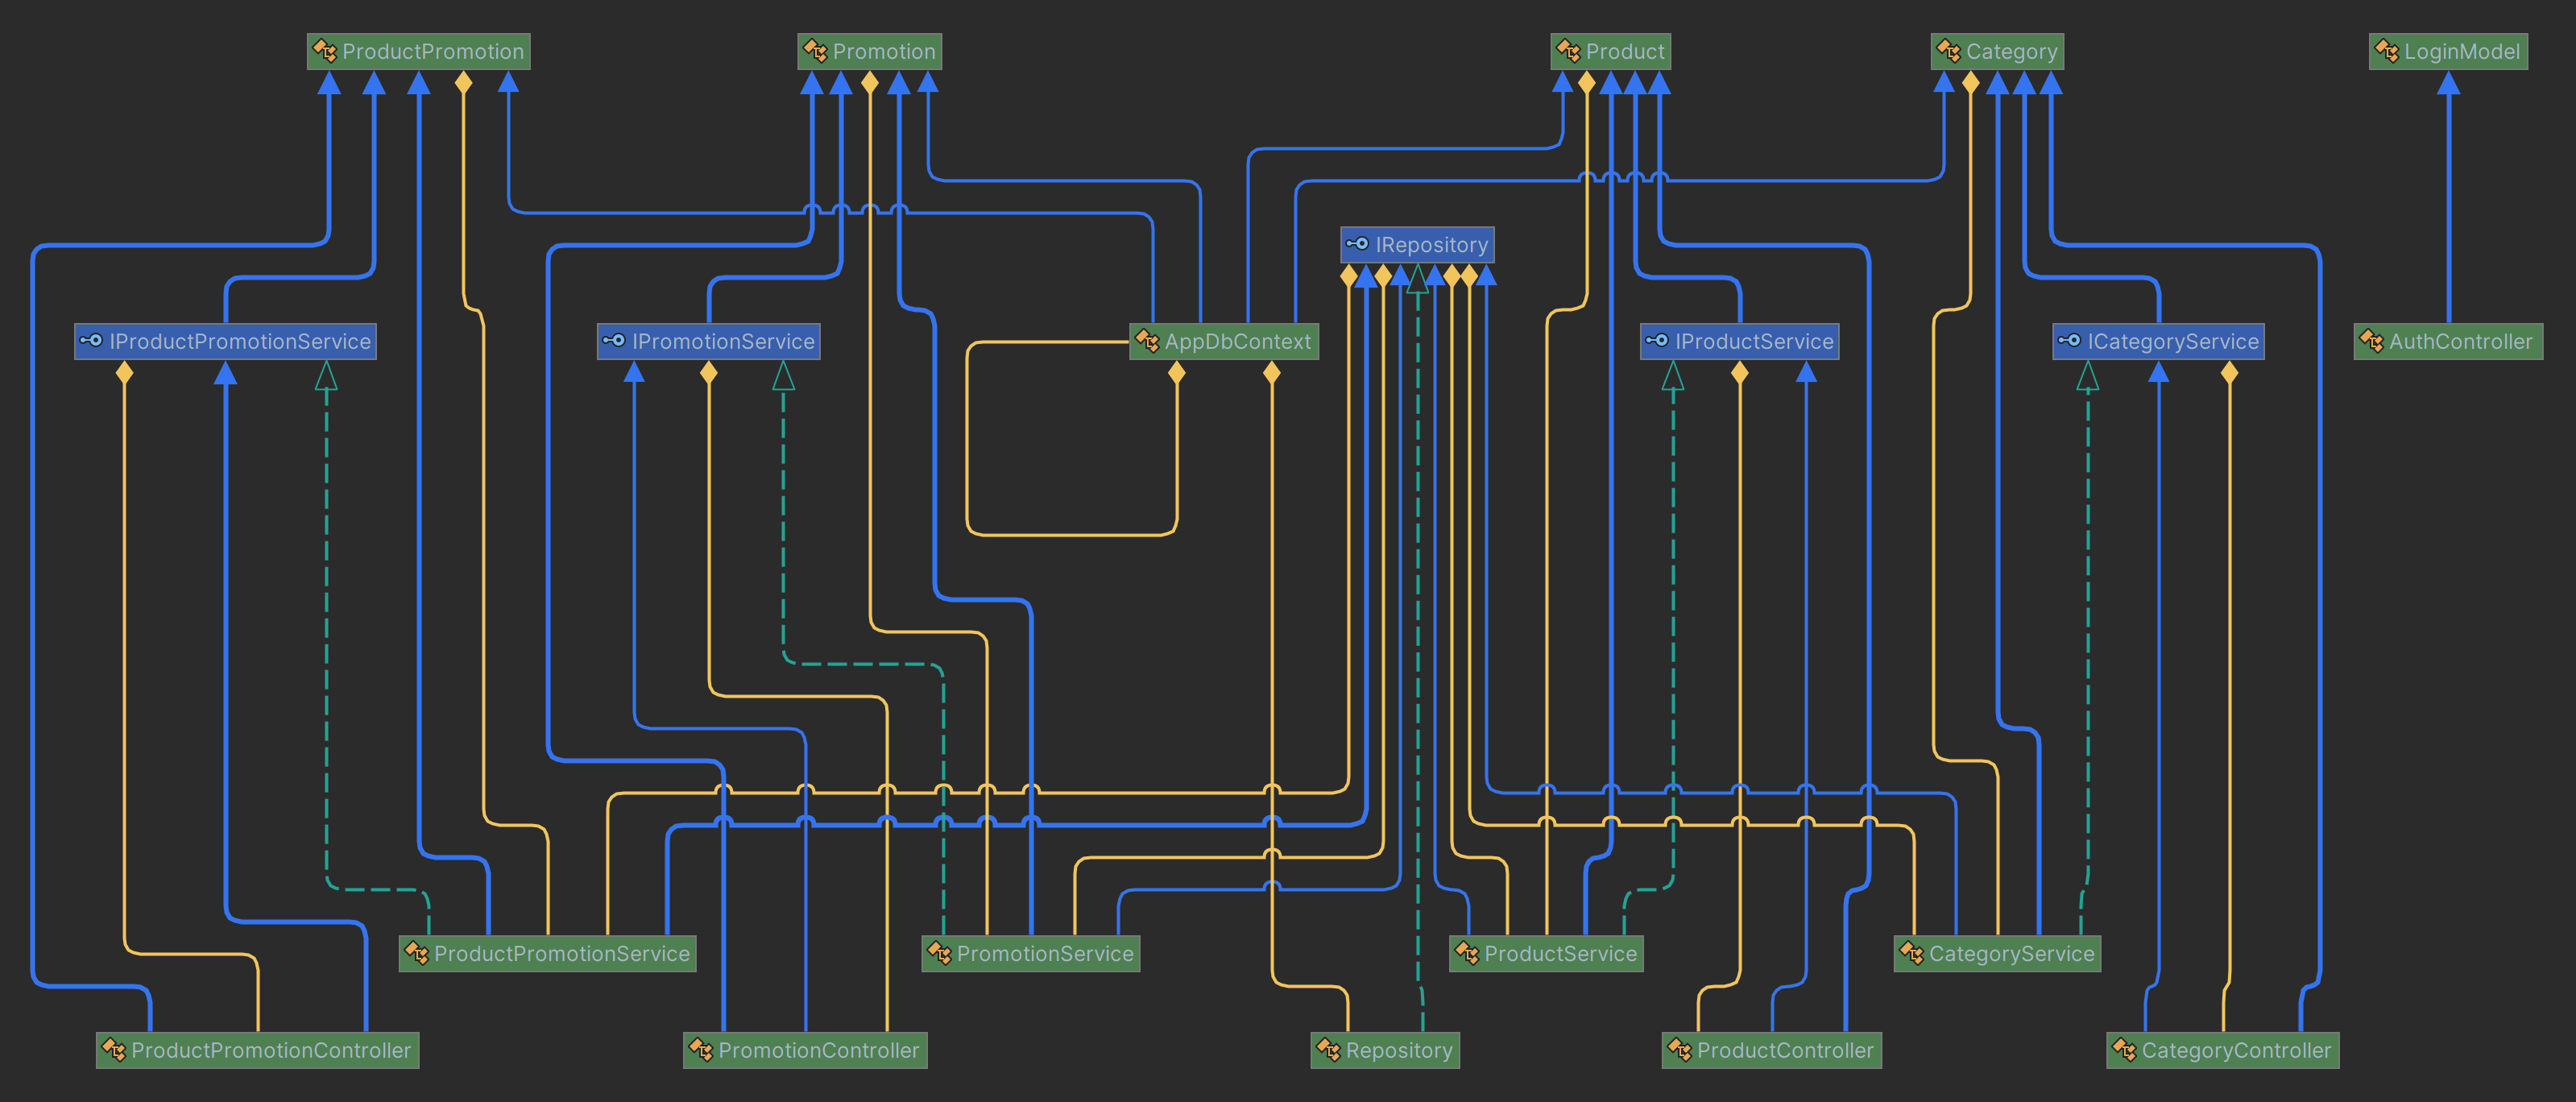 ProductPromotion
Promotion
Product
Category
LoginModel
IRepository
IProductPromotionService
IPromotionService
AppDbContext
IProductService
ICategoryService
AuthController
ProductPromotionService
PromotionService
ProductService
CategoryService
ProductPromotionController
PromotionController
Repository
ProductController
CategoryController